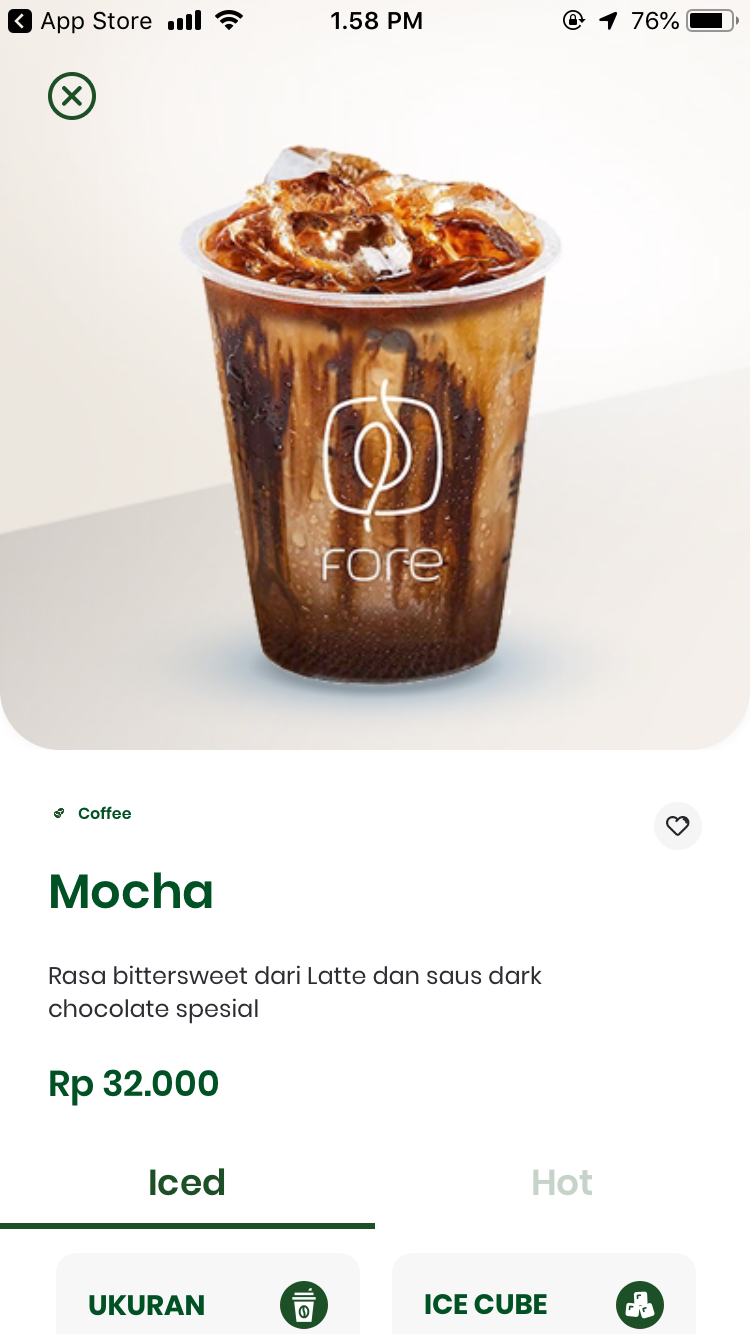 App Store
1.58 PM
76%
FORE
Coffee
Mocha
Rasa bittersweet dari Latte dan saus dark
chocolate spesial
Rp 32.000
Iced
Hot
UKURAN
ICE CUBE